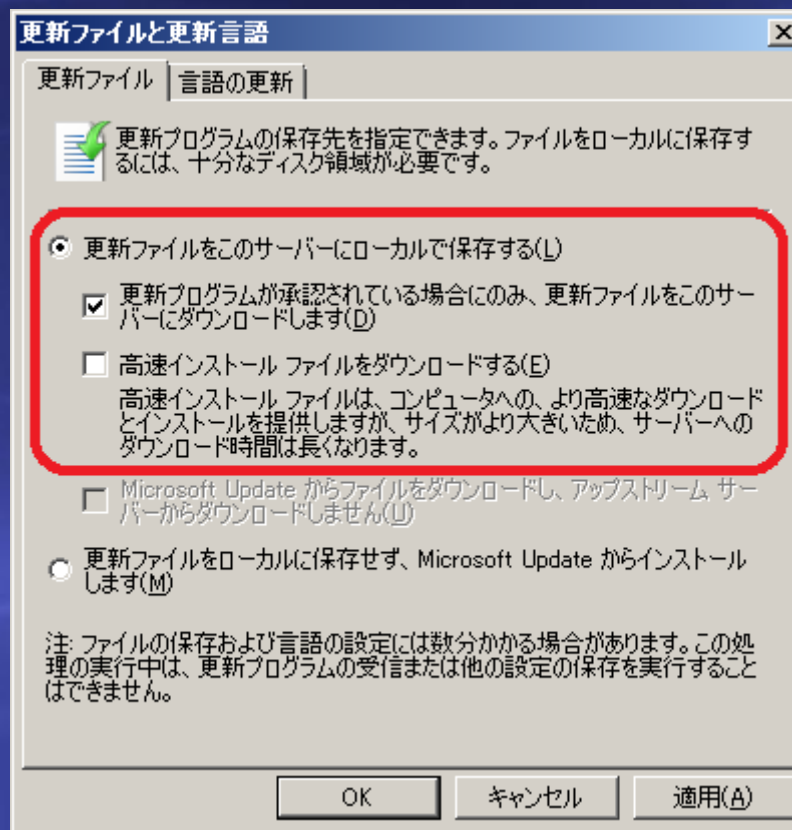 更新ファイルと更新言語
更新ファイル
言語の更新
更新プログラムの保存先を指定できます。ファイルをローカルに保存す
るには、十分なディスク領域が必要です。
更新ファイルをこのサーバーにローカルで保存する(L)
更新プログラムが承認されている場合にのみ、更新ファイルをこのサー
バーにダウンロードします(D)
高速インストール ファイルをダウンロードする(E)
高速インストール ファイルは、コンピュータへの、より高速なダウンロード
とインストールを提供しますが、サイズがより大きいため、サーバーへの
ダウンロード時間は長くなります。
Microsoft Update からファイルをダウンロードし、アップストリーム サー
バーからダウンロードしません(U)
更新ファイルをローカルに保存せず、Microsoft Update からインストール
します(M)
注: ファイルの保存および言語の設定には数分かかる場合があります。この処
理の実行中は、更新プログラムの受信または他の設定の保存を実行すること
はできません。
OK
キャンセル
適用(A)